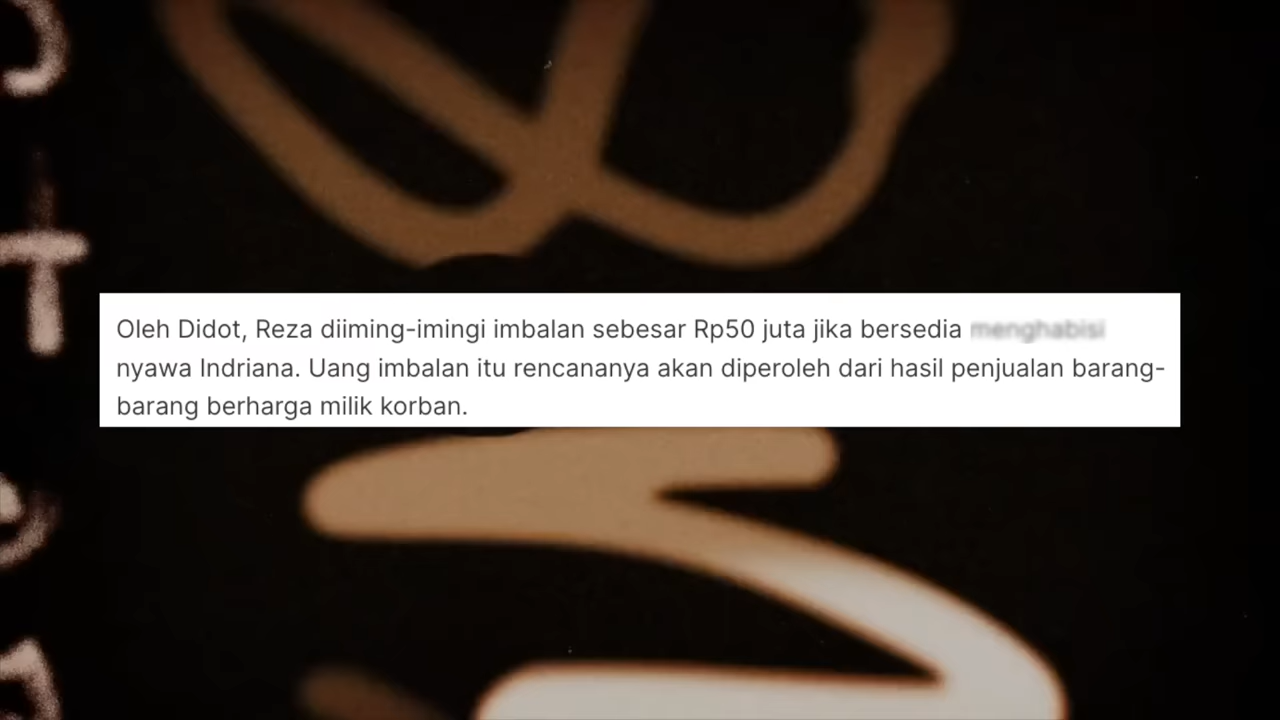 Oleh Didot, Reza diiming-imingi imbalan sebesar Rp50 juta jika bersedia menghabisi
nyawa Indriana. Uang imbalan itu rencananya akan diperoleh dari hasil penjualan barang-
barang berharga milik korban.